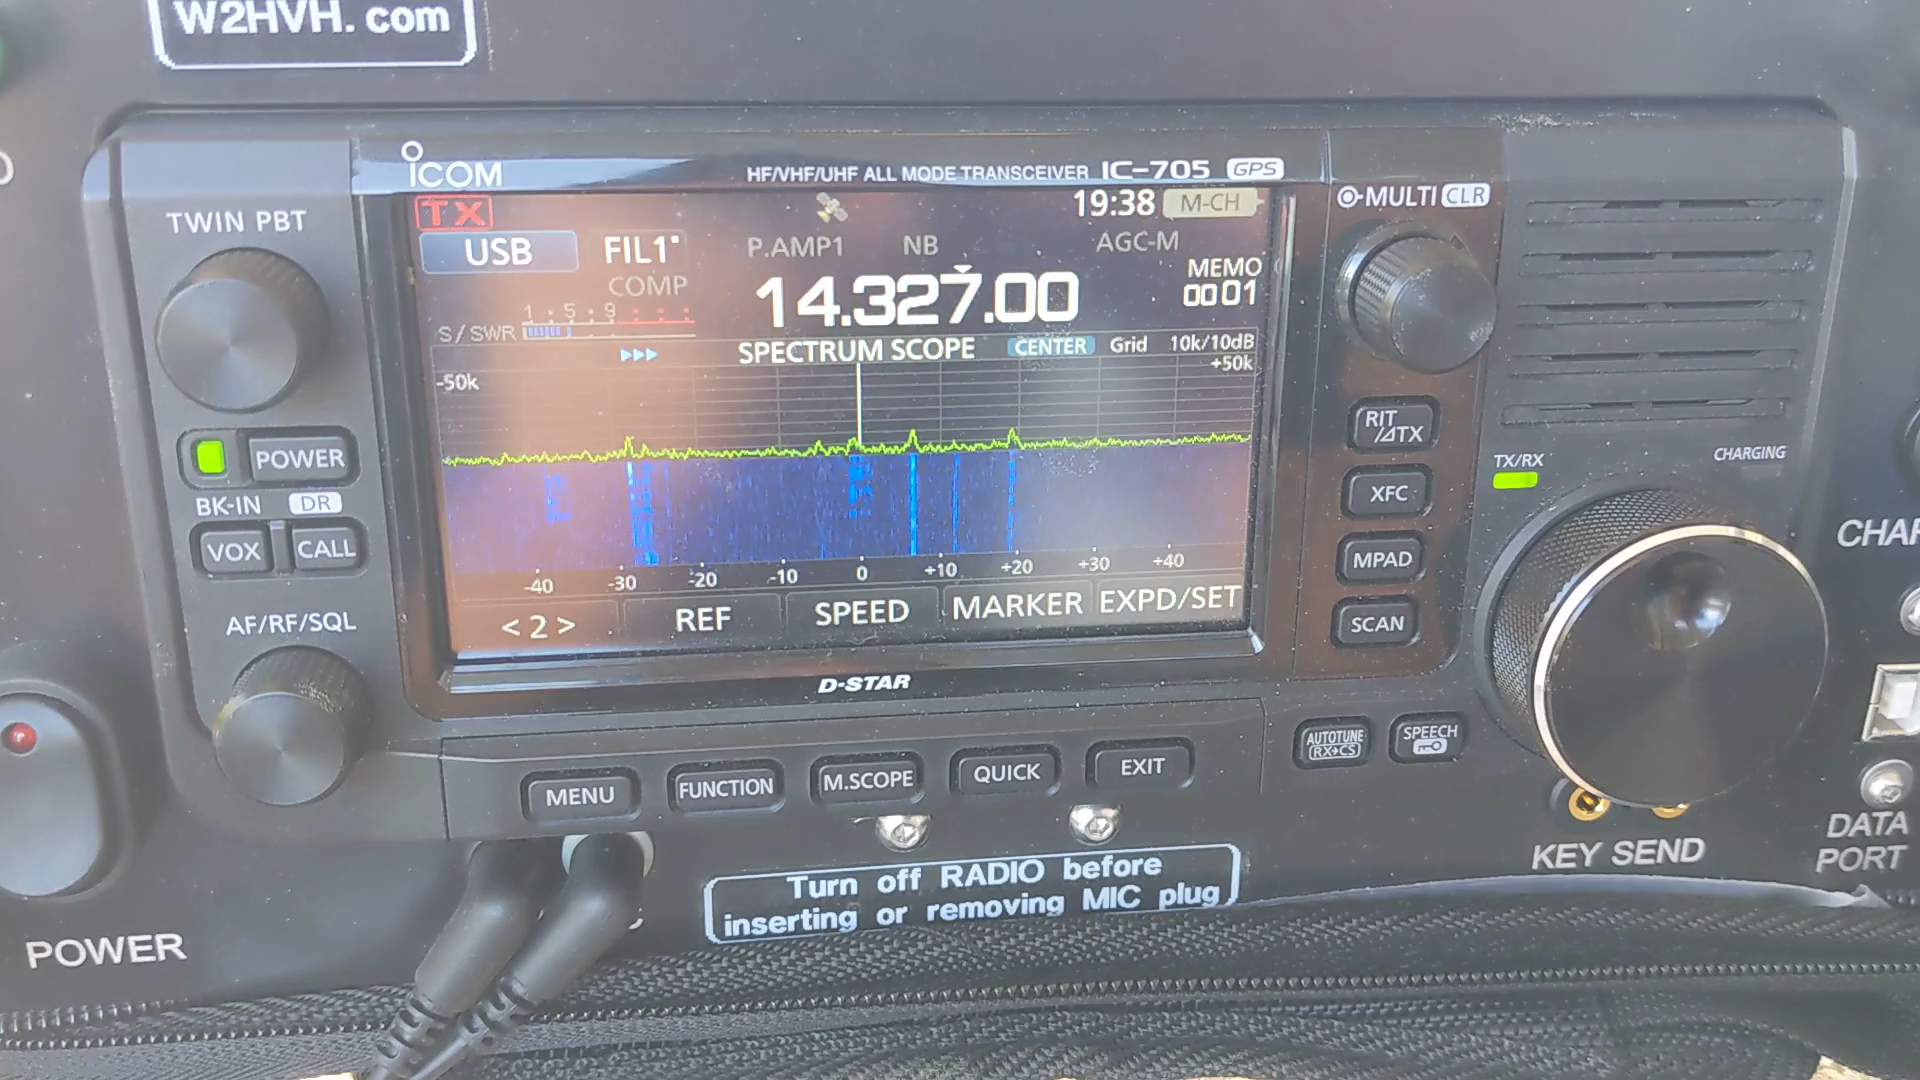 W2HVH. com
ICOM
HF/VHF/UHF ALL MODE TRANSCEIVER IC-705 GPS
TWIN PBT
TX
19:38 M-CH
USB FIL1 P.AMP1 NB AGC-M
COMP
14.327.00
MEMO
0001
S/SWR 1 · 5 · 9
SPECTRUM SCOPE CENTER Grid 10k/10dB
-50k +50k
-40 -30 -20 -10 0 +10 +20 +30 +40
< 2 > REF SPEED MARKER EXPD/SET
D-STAR
POWER
BK-IN DR
VOX CALL
AF/RF/SQL
MULTI CLR
RIT/⊿TX
XFC
MPAD
SCAN
TX/RX
CHARGING
AUTOTUNE
RX→CS
SPEECH
MENU FUNCTION M.SCOPE QUICK EXIT
KEY SEND
DATA
PORT
Turn off RADIO before
inserting or removing MIC plug
POWER